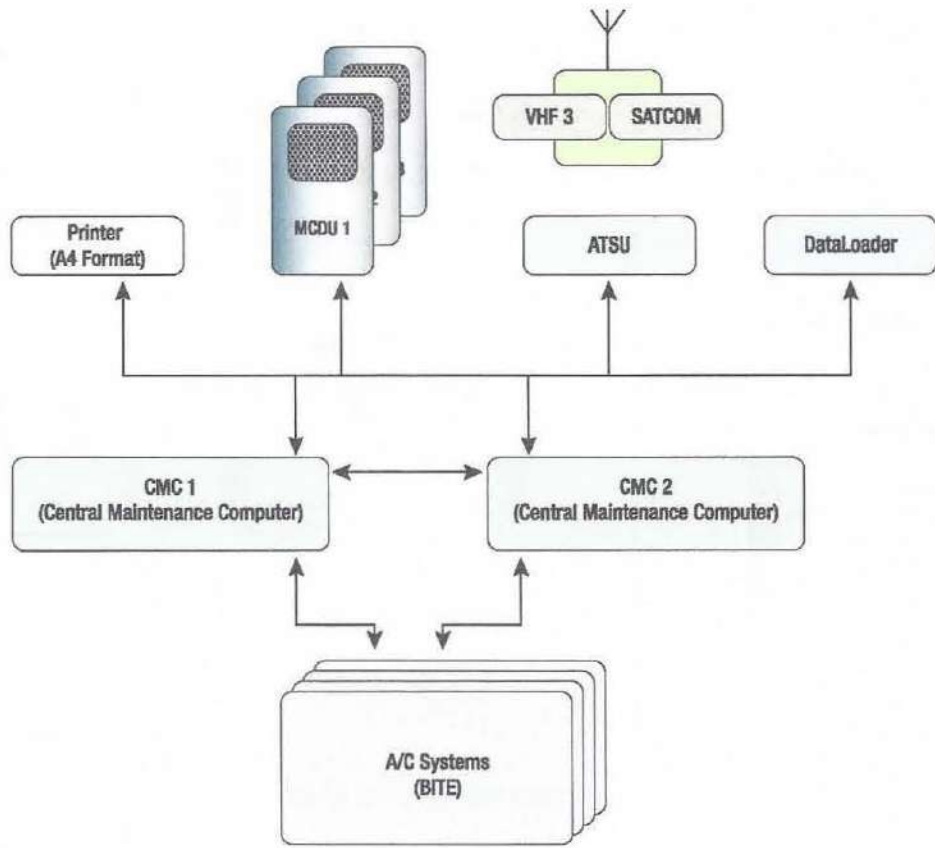 VHF 3
SATCOM
2
MCDU 1
Printer
(A4 Format)
ATSU
DataLoader
CMC 1
(Central Maintenance Computer)
CMC 2
(Central Maintenance Computer)
A/C Systems
(BITE)